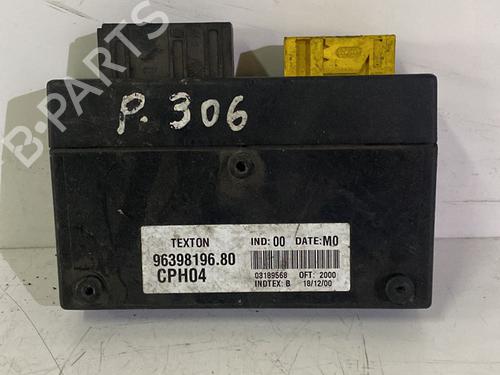 B-PARTS
P. 306
TEXTON IND: 00 DATE: M0
96398196.80
CPH04
03189568 OFT: 2000
INDTEX: B 18/12/00